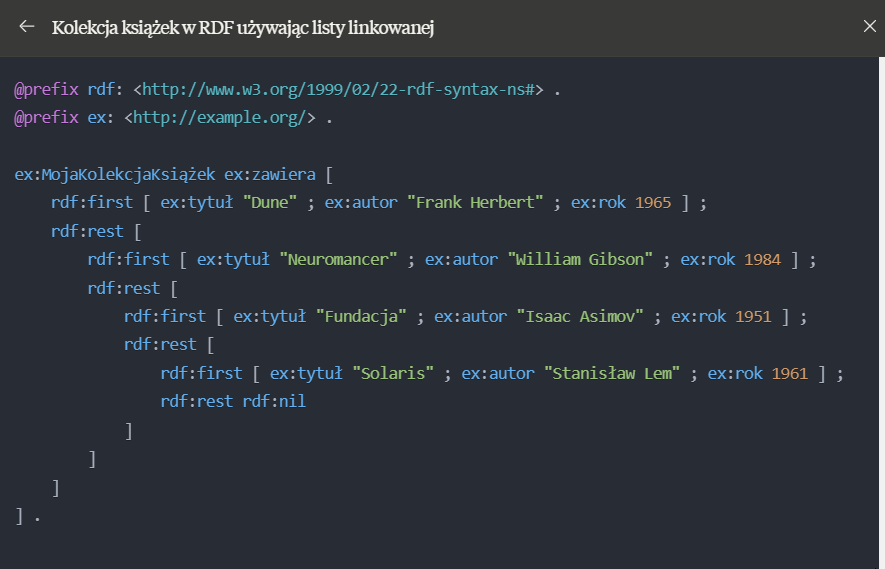 Kolekcja książek w RDF używając listy linkowanej
@prefix rdf: <http://www.w3.org/1999/02/22-rdf-syntax-ns#> .
@prefix ex: <http://example.org/> .
ex:MojaKolekcjaKsiążek ex:zawiera [
    rdf:first [ ex:tytuł "Dune" ; ex:autor "Frank Herbert" ; ex:rok 1965 ] ;
    rdf:rest [
        rdf:first [ ex:tytuł "Neuromancer" ; ex:autor "William Gibson" ; ex:rok 1984 ] ;
        rdf:rest [
            rdf:first [ ex:tytuł "Fundacja" ; ex:autor "Isaac Asimov" ; ex:rok 1951 ] ;
            rdf:rest [
                rdf:first [ ex:tytuł "Solaris" ; ex:autor "Stanisław Lem" ; ex:rok 1961 ] ;
                rdf:rest rdf:nil
            ]
        ]
    ]
] .